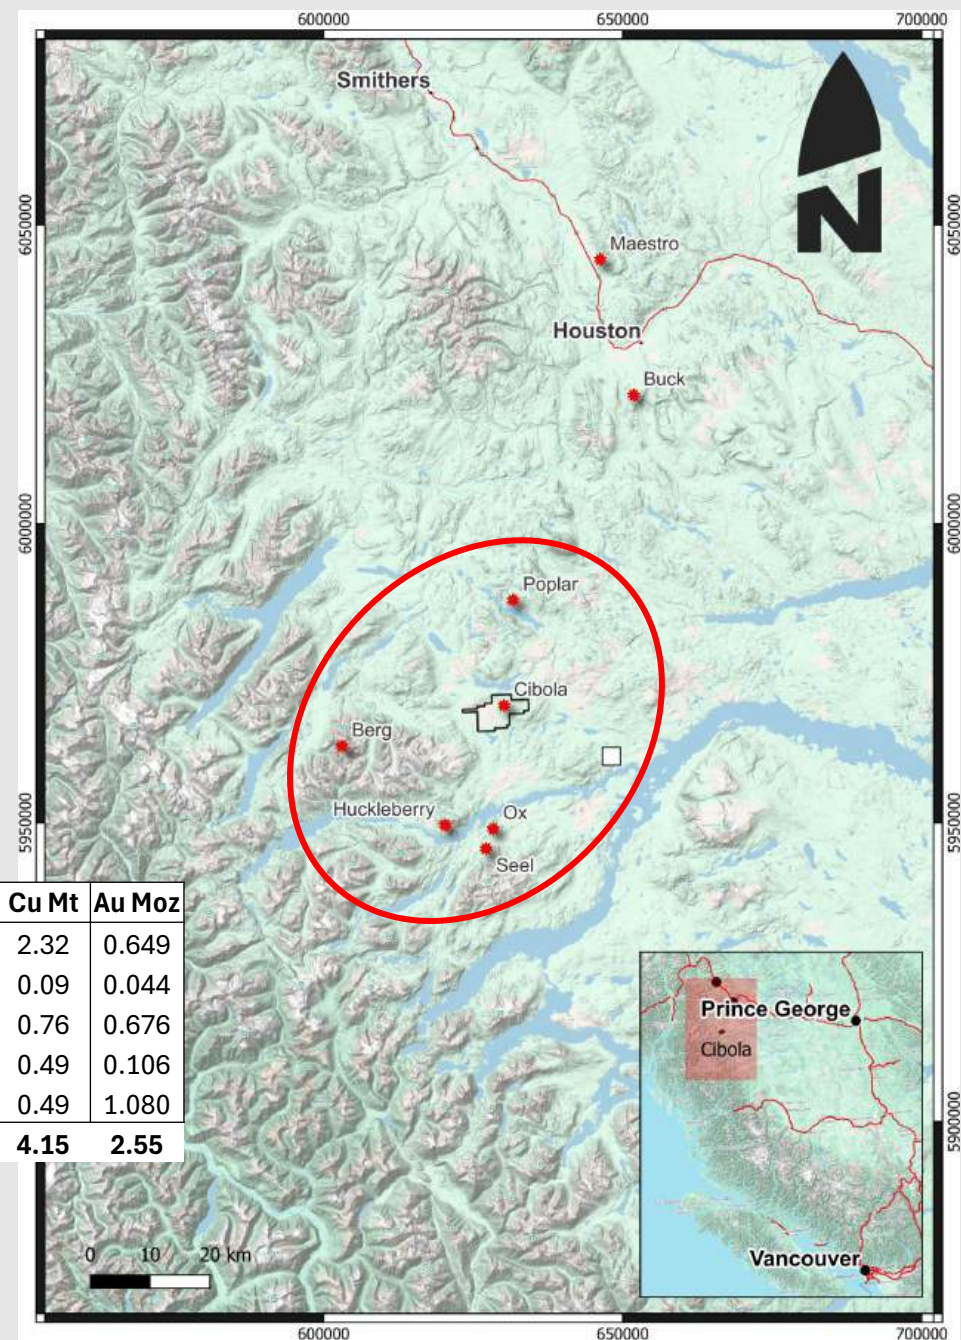 600000 650000 700000
Smithers
6050000 6050000
Maestro
Houston
Buck
6000000 6000000
Poplar
Cibola
Berg
Huckleberry
Ox
5950000 5950000
Seel
Cu Mt Au Moz
2.32 0.649
0.09 0.044
0.76 0.676
0.49 0.106
0.49 1.080
4.15 2.55
N
Prince George
Cibola
5900000
Vancouver
0 10 20 km
600000 650000 700000